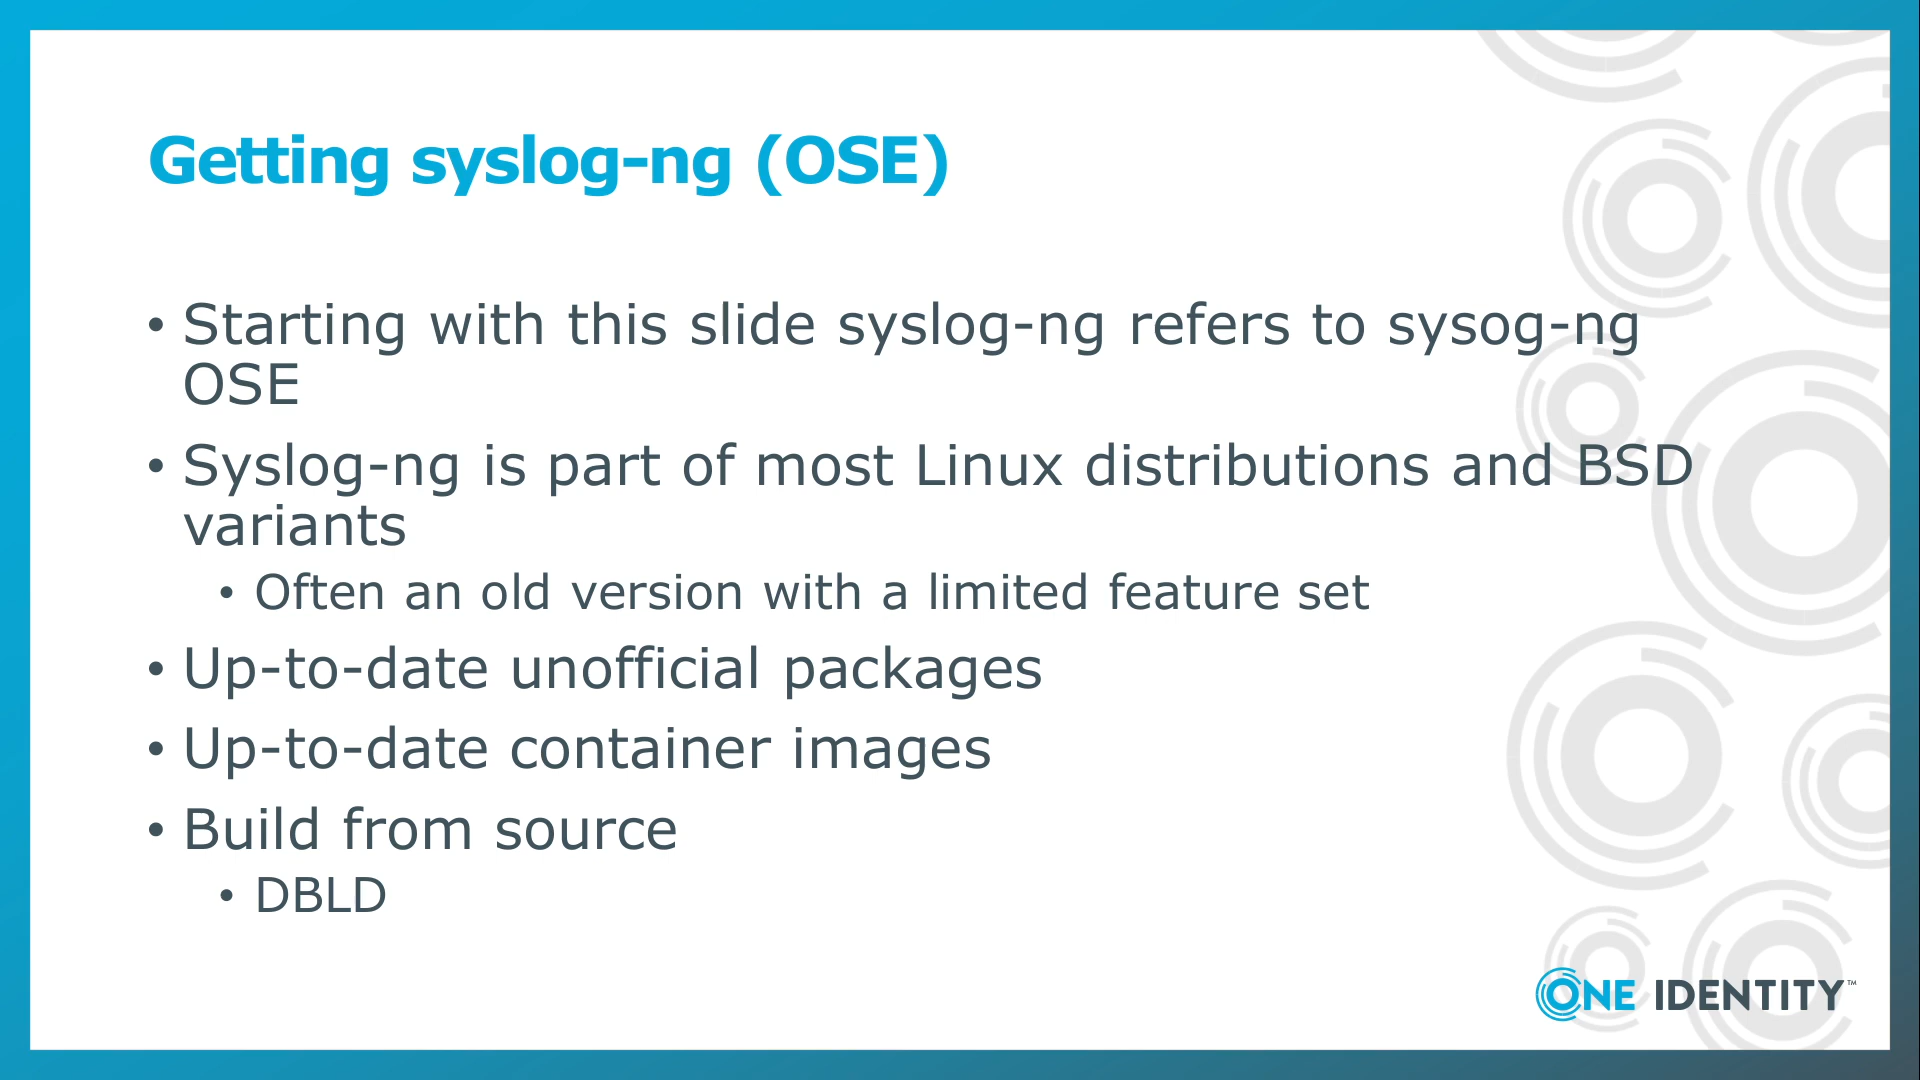 Getting syslog-ng (OSE)
• Starting with this slide syslog-ng refers to sysog-ng
OSE
• Syslog-ng is part of most Linux distributions and BSD
variants
• Often an old version with a limited feature set
• Up-to-date unofficial packages
• Up-to-date container images
• Build from source
• DBLD
ONE IDENTITY™